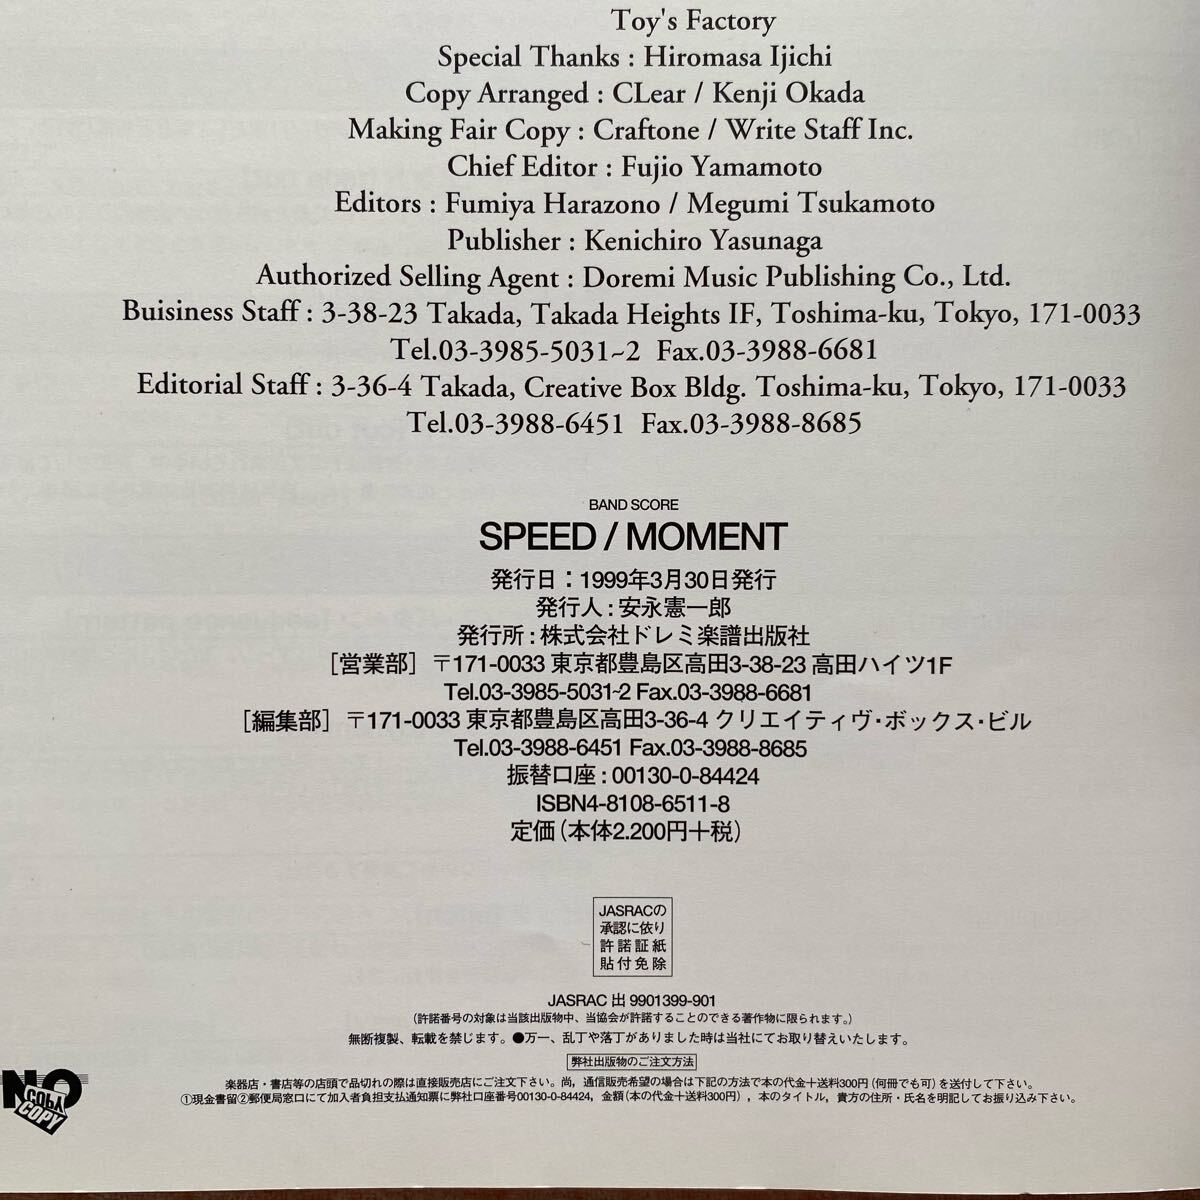 Toy's Factory
Special Thanks : Hiromasa Ijichi
Copy Arranged : CLear / Kenji Okada
Making Fair Copy : Craftone / Write Staff Inc.
Chief Editor : Fujio Yamamoto
Editors : Fumiya Harazono / Megumi Tsukamoto
Publisher : Kenichiro Yasunaga
Authorized Selling Agent : Doremi Music Publishing Co., Ltd.
Buisiness Staff : 3-38-23 Takada, Takada Heights IF, Toshima-ku, Tokyo, 171-0033
Tel.03-3985-5031~2 Fax.03-3988-6681
Editorial Staff : 3-36-4 Takada, Creative Box Bldg. Toshima-ku, Tokyo, 171-0033
Tel.03-3988-6451 Fax.03-3988-8685
BAND SCORE
SPEED / MOMENT
発行日：1999年3月30日発行
発行人：安永憲一郎
発行所：株式会社ドレミ楽譜出版社
［営業部］〒171-0033 東京都豊島区高田3-38-23 高田ハイツ1F
Tel.03-3985-5031~2 Fax.03-3988-6681
［編集部］〒171-0033 東京都豊島区高田3-36-4 クリエイティヴ・ボックス・ビル
Tel.03-3988-6451 Fax.03-3988-8685
振替口座：00130-0-84424
ISBN4-8108-6511-8
定価（本体2.200円＋税）
JASRACの
承認に依り
許諾証紙
貼付免除
JASRAC 出 9901399-901
（許諾番号の対象は当該出版物中、当協会が許諾することのできる著作物に限られます。）
無断複製、転載を禁じます。●万一、乱丁や落丁がありました時は当社にてお取り替えいたします。
弊社出版物のご注文方法
楽器店・書店等の店頭で品切れの際は直接販売店にご注文下さい。尚，通信販売希望の場合は下記の方法で本の代金＋送料300円（何冊でも可）を送付して下さい。
①現金書留②郵便局窓口にて加入者負担支払通知票に弊社口座番号00130-0-84424，金額（本の代金＋送料300円），本のタイトル，貴方の住所・氏名を明記してお振り込み下さい。
NO
COPY
COPY